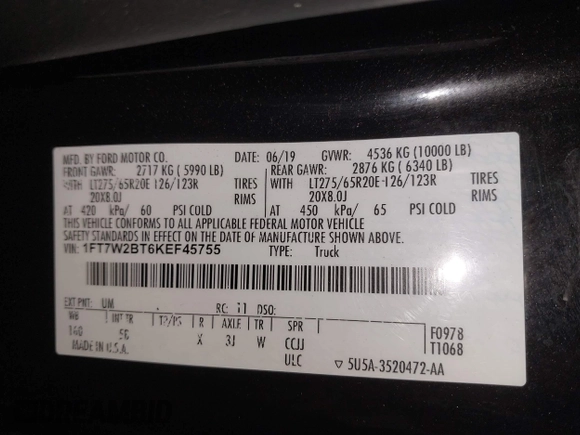 MFD. BY FORD MOTOR CO. DATE: 06/19 GVWR: 4536 KG (10000 LB)
FRONT GAWR: 2717 KG (5990 LB) REAR GAWR: 2876 KG (6340 LB)
WITH LT275/65R20E 126/123R TIRES WITH LT275/65R20E 126/123R TIRES
20X8.0J RIMS 20X8.0J RIMS
AT 420 kPa/ 60 PSI COLD AT 450 kPa/ 65 PSI COLD
THIS VEHICLE CONFORMS TO ALL APPLICABLE FEDERAL MOTOR VEHICLE
SAFETY STANDARDS IN EFFECT ON THE DATE OF MANUFACTURE SHOWN ABOVE.
VIN: 1FT7W2BT6KEF45755 TYPE: Truck
EXT PNT: UM RC: 11 DSO: F0978
WB INT TR TP/PS R AXLE TR SPR T1068
160 X 3J W CCJJ
MADE IN U.S.A. ULC ▽ 5U5A-3520472-AA